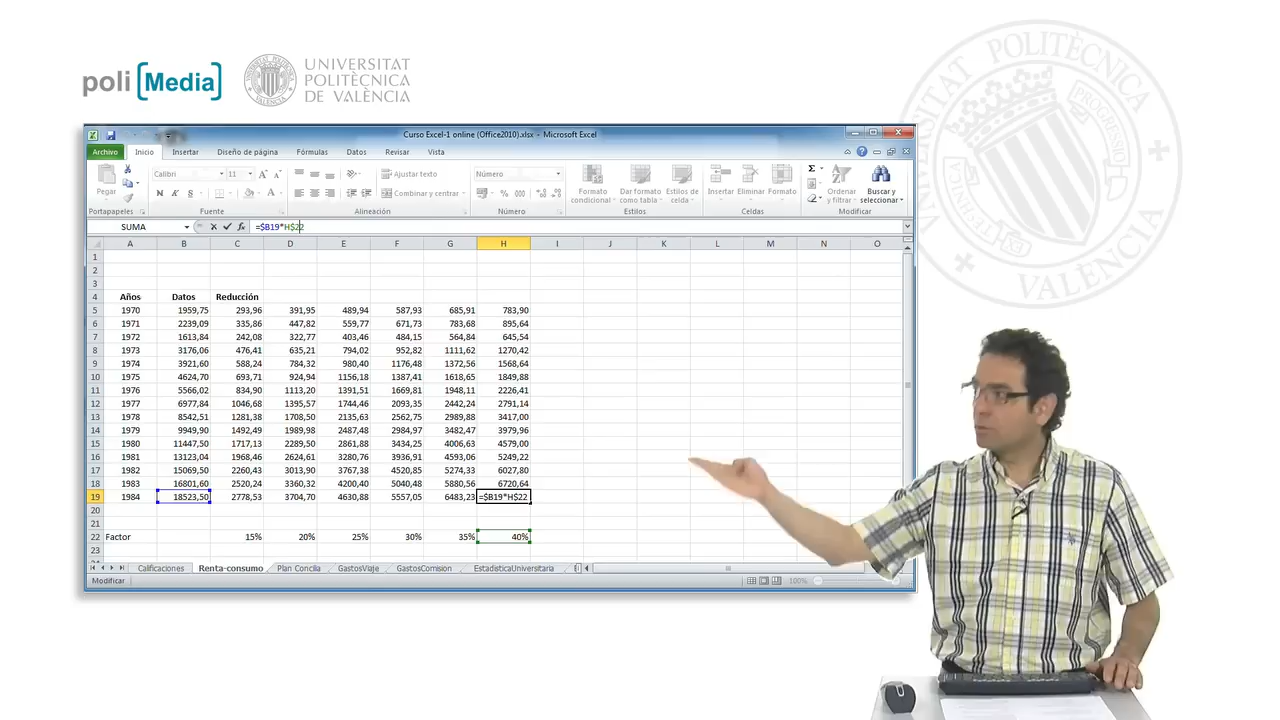 poli [Media]
UNIVERSITAT
POLITÈCNICA
DE VALÈNCIA
UNIVERSITAT POLITÈCNICA DE VALÈNCIA
PROGRESSIO
Curso Excel-1 online (Office2010).xlsx - Microsoft Excel
Archivo Inicio Insertar Diseño de página Fórmulas Datos Revisar Vista
Pegar
Calibri 11
N K S
Ajustar texto
Combinar y centrar
Número
% 000
Formato condicional
Dar formato como tabla
Estilos de celda
Insertar Eliminar Formato
Σ
Ordenar y filtrar
Buscar y seleccionar
Portapapeles Fuente Alineación Número Estilos Celdas Modificar
SUMA fx =$B19*H$22
A B C D E F G H I J K L M N O
1
2
3
4 Años Datos Reducción
5 1970 1959,75 293,96 391,95 489,94 587,93 685,91 783,90
6 1971 2239,09 335,86 447,82 559,77 671,73 783,68 895,64
7 1972 1613,84 242,08 322,77 403,46 484,15 564,84 645,54
8 1973 3176,06 476,41 635,21 794,02 952,82 1111,62 1270,42
9 1974 3921,60 588,24 784,32 980,40 1176,48 1372,56 1568,64
10 1975 4624,70 693,71 924,94 1156,18 1387,41 1618,65 1849,88
11 1976 5566,02 834,90 1113,20 1391,51 1669,81 1948,11 2226,41
12 1977 6977,84 1046,68 1395,57 1744,46 2093,35 2442,24 2791,14
13 1978 8542,51 1281,38 1708,50 2135,63 2562,75 2989,88 3417,00
14 1979 9949,90 1492,49 1989,98 2487,48 2984,97 3482,47 3979,96
15 1980 11447,50 1717,13 2289,50 2861,88 3434,25 4006,63 4579,00
16 1981 13123,04 1968,46 2624,61 3280,76 3936,91 4593,06 5249,22
17 1982 15069,50 2260,43 3013,90 3767,38 4520,85 5274,33 6027,80
18 1983 16801,60 2520,24 3360,32 4200,40 5040,48 5880,56 6720,64
19 1984 18523,50 2778,53 3704,70 4630,88 5557,05 6483,23 =$B19*H$22
20
21
22 Factor 15% 20% 25% 30% 35% 40%
23
Calificaciones Renta-consumo Plan Concilia GastosViaje GastosComision EstadisticaUniversitaria
Modificar 100%